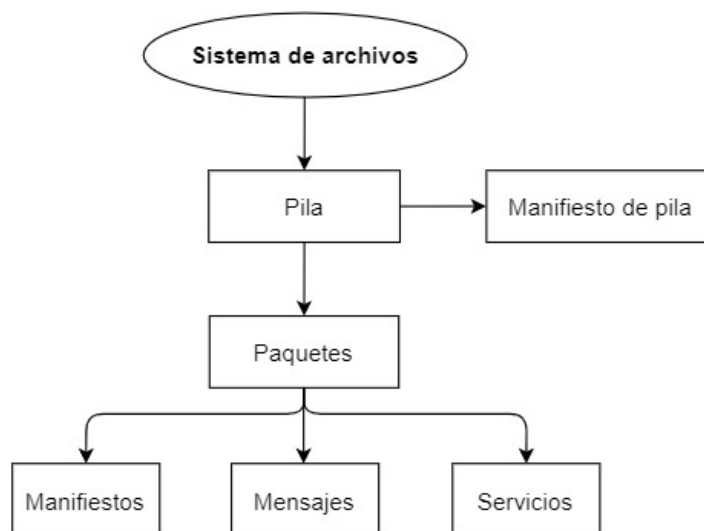 Sistema de archivos
Pila
Manifiesto de pila
Paquetes
Manifiestos
Mensajes
Servicios